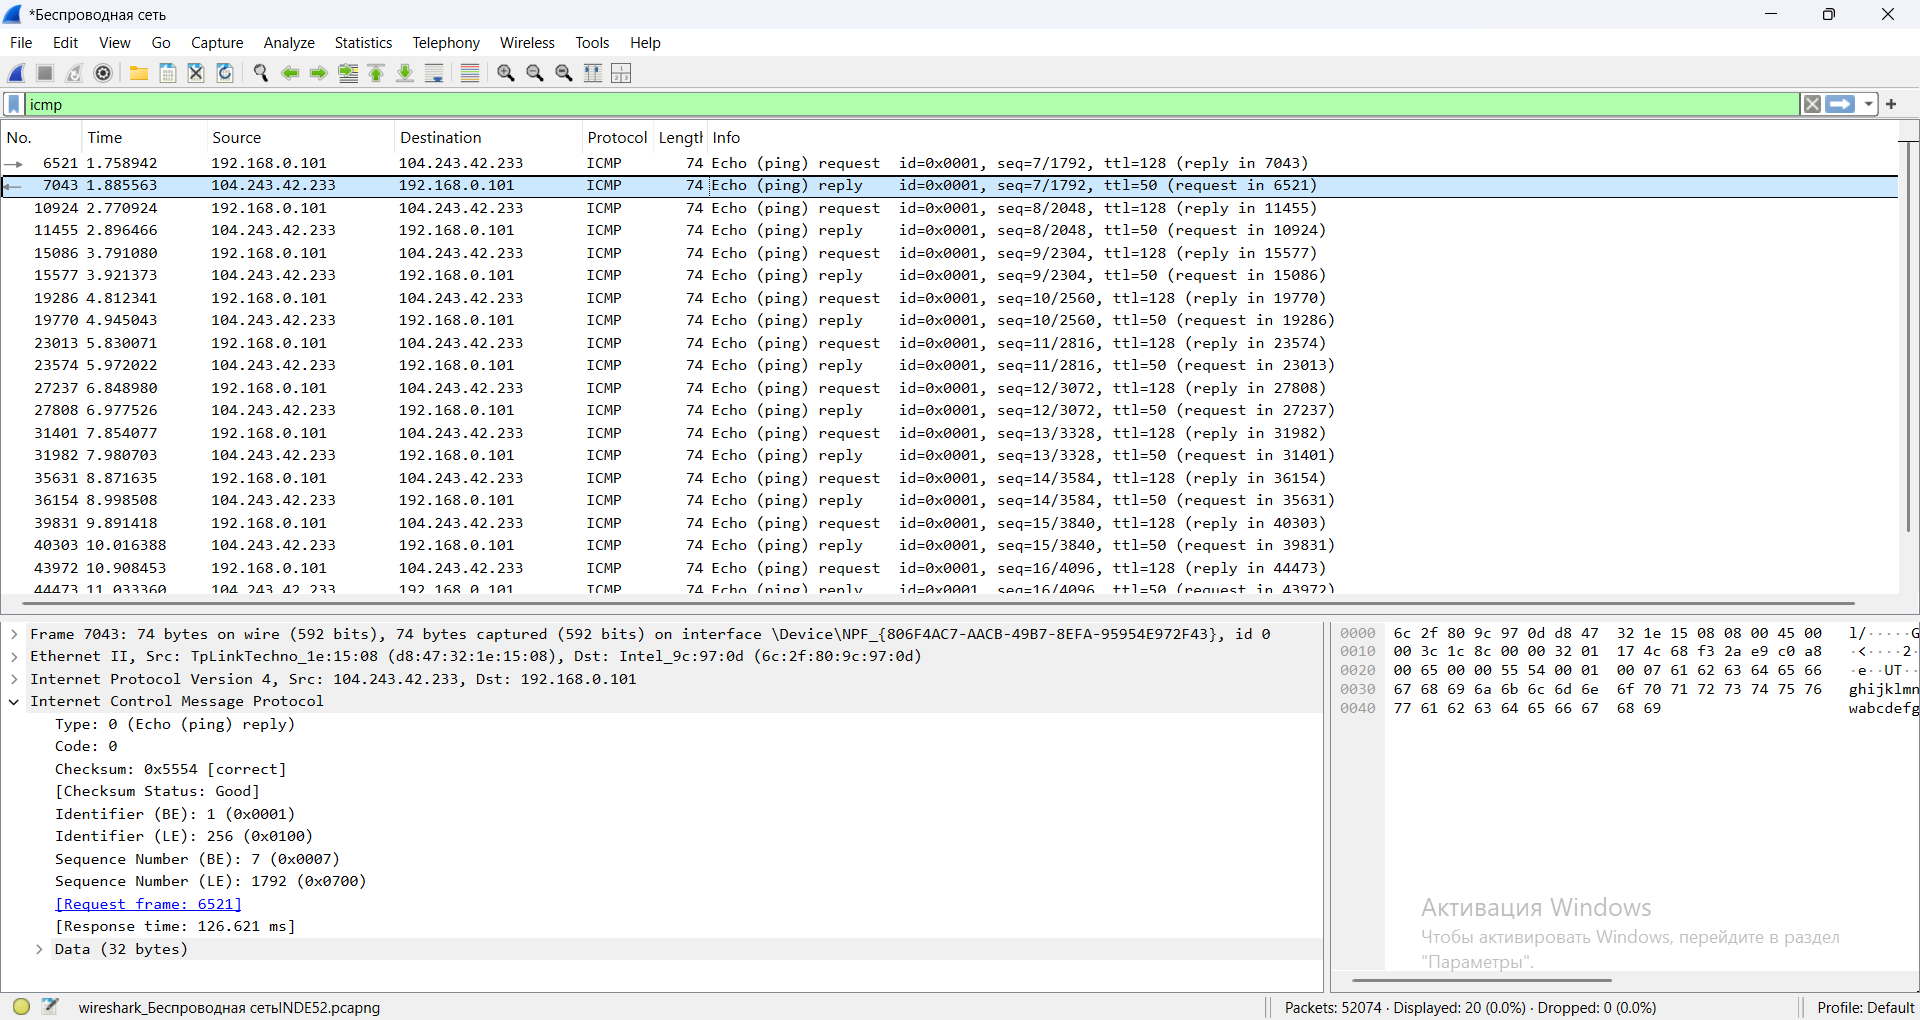 *Беспроводная сеть
File Edit View Go Capture Analyze Statistics Telephony Wireless Tools Help
icmp
No. Time Source Destination Protocol Length Info
6521 1.758942 192.168.0.101 104.243.42.233 ICMP 74 Echo (ping) request id=0x0001, seq=7/1792, ttl=128 (reply in 7043)
7043 1.885563 104.243.42.233 192.168.0.101 ICMP 74 Echo (ping) reply id=0x0001, seq=7/1792, ttl=50 (request in 6521)
10924 2.770924 192.168.0.101 104.243.42.233 ICMP 74 Echo (ping) request id=0x0001, seq=8/2048, ttl=128 (reply in 11455)
11455 2.896466 104.243.42.233 192.168.0.101 ICMP 74 Echo (ping) reply id=0x0001, seq=8/2048, ttl=50 (request in 10924)
15086 3.791080 192.168.0.101 104.243.42.233 ICMP 74 Echo (ping) request id=0x0001, seq=9/2304, ttl=128 (reply in 15577)
15577 3.921373 104.243.42.233 192.168.0.101 ICMP 74 Echo (ping) reply id=0x0001, seq=9/2304, ttl=50 (request in 15086)
19286 4.812341 192.168.0.101 104.243.42.233 ICMP 74 Echo (ping) request id=0x0001, seq=10/2560, ttl=128 (reply in 19770)
19770 4.945043 104.243.42.233 192.168.0.101 ICMP 74 Echo (ping) reply id=0x0001, seq=10/2560, ttl=50 (request in 19286)
23013 5.830071 192.168.0.101 104.243.42.233 ICMP 74 Echo (ping) request id=0x0001, seq=11/2816, ttl=128 (reply in 23574)
23574 5.972022 104.243.42.233 192.168.0.101 ICMP 74 Echo (ping) reply id=0x0001, seq=11/2816, ttl=50 (request in 23013)
27237 6.848980 192.168.0.101 104.243.42.233 ICMP 74 Echo (ping) request id=0x0001, seq=12/3072, ttl=128 (reply in 27808)
27808 6.977526 104.243.42.233 192.168.0.101 ICMP 74 Echo (ping) reply id=0x0001, seq=12/3072, ttl=50 (request in 27237)
31401 7.854077 192.168.0.101 104.243.42.233 ICMP 74 Echo (ping) request id=0x0001, seq=13/3328, ttl=128 (reply in 31982)
31982 7.980703 104.243.42.233 192.168.0.101 ICMP 74 Echo (ping) reply id=0x0001, seq=13/3328, ttl=50 (request in 31401)
35631 8.871635 192.168.0.101 104.243.42.233 ICMP 74 Echo (ping) request id=0x0001, seq=14/3584, ttl=128 (reply in 36154)
36154 8.998508 104.243.42.233 192.168.0.101 ICMP 74 Echo (ping) reply id=0x0001, seq=14/3584, ttl=50 (request in 35631)
39831 9.891418 192.168.0.101 104.243.42.233 ICMP 74 Echo (ping) request id=0x0001, seq=15/3840, ttl=128 (reply in 40303)
40303 10.016388 104.243.42.233 192.168.0.101 ICMP 74 Echo (ping) reply id=0x0001, seq=15/3840, ttl=50 (request in 39831)
43972 10.908453 192.168.0.101 104.243.42.233 ICMP 74 Echo (ping) request id=0x0001, seq=16/4096, ttl=128 (reply in 44473)
44473 11.033360 104.243.42.233 192.168.0.101 ICMP 74 Echo (ping) reply id=0x0001, seq=16/4096, ttl=50 (request in 43972)
Frame 7043: 74 bytes on wire (592 bits), 74 bytes captured (592 bits) on interface \Device\NPF_{806F4AC7-AACB-49B7-8EFA-95954E972F43}, id 0
Ethernet II, Src: TpLinkTechno_1e:15:08 (d8:47:32:1e:15:08), Dst: Intel_9c:97:0d (6c:2f:80:9c:97:0d)
Internet Protocol Version 4, Src: 104.243.42.233, Dst: 192.168.0.101
Internet Control Message Protocol
Type: 0 (Echo (ping) reply)
Code: 0
Checksum: 0x5554 [correct]
[Checksum Status: Good]
Identifier (BE): 1 (0x0001)
Identifier (LE): 256 (0x0100)
Sequence Number (BE): 7 (0x0007)
Sequence Number (LE): 1792 (0x0700)
[Request frame: 6521]
[Response time: 126.621 ms]
Data (32 bytes)
0000 6c 2f 80 9c 97 0d d8 47 32 1e 15 08 08 00 45 00 l/·····G
0010 00 3c 1c 8c 00 00 32 01 17 4c 68 f3 2a e9 c0 a8 ·<····2·
0020 00 65 00 00 55 54 00 01 00 07 61 62 63 64 65 66 ·e··UT··
0030 67 68 69 6a 6b 6c 6d 6e 6f 70 71 72 73 74 75 76 ghijklmn
0040 77 61 62 63 64 65 66 67 68 69 wabcdefg
Активация Windows
Чтобы активировать Windows, перейдите в раздел
"Параметры".
wireshark_Беспроводная сетьINDE52.pcapng
Packets: 52074 · Displayed: 20 (0.0%) · Dropped: 0 (0.0%)
Profile: Default